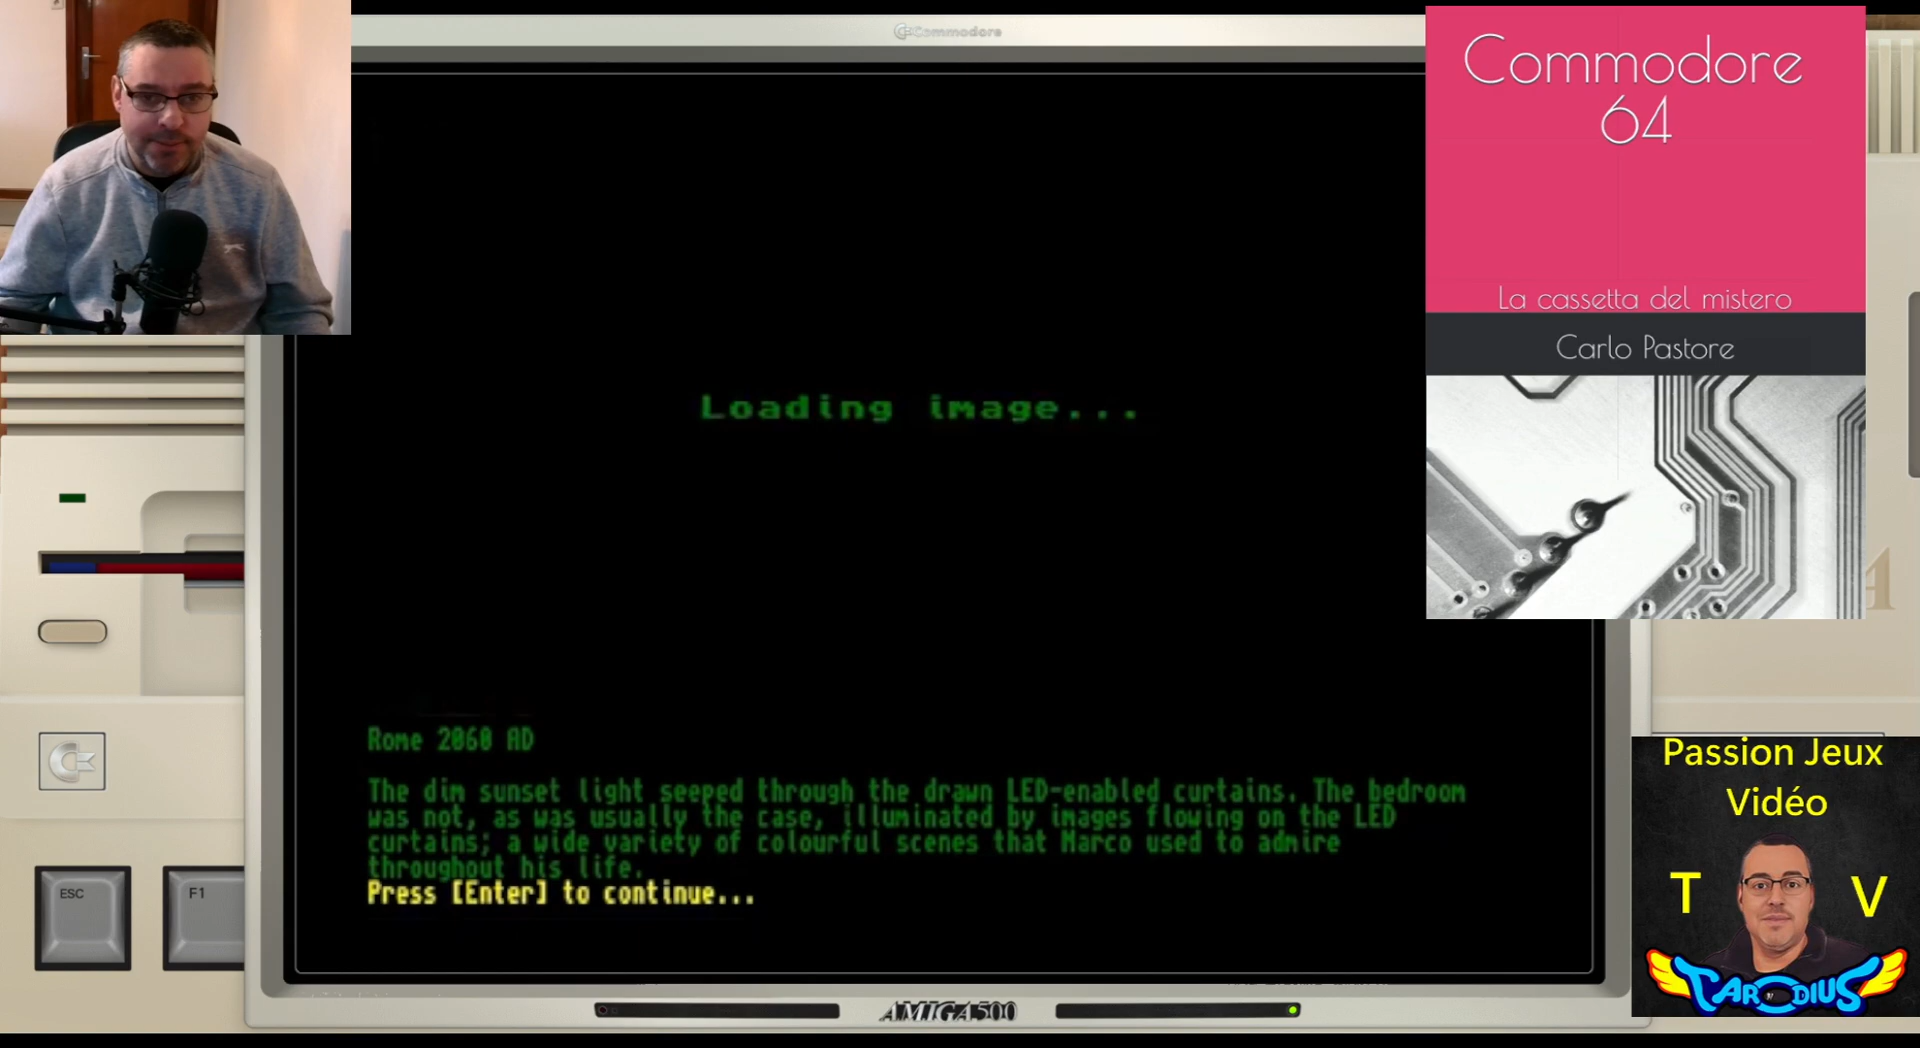 Commodore
Commodore
64
La cassetta del mistero
Carlo Pastore
Loading image...
Rome 2060 AD
The dim sunset light seeped through the drawn LED-enabled curtains. The bedroom
was not, as was usually the case, illuminated by images flowing on the LED
curtains; a wide variety of colourful scenes that Marco used to admire
throughout his life.
Press [Enter] to continue...
ESC
F1
AMIGA500
Passion Jeux
Vidéo
T V
PARODIUS